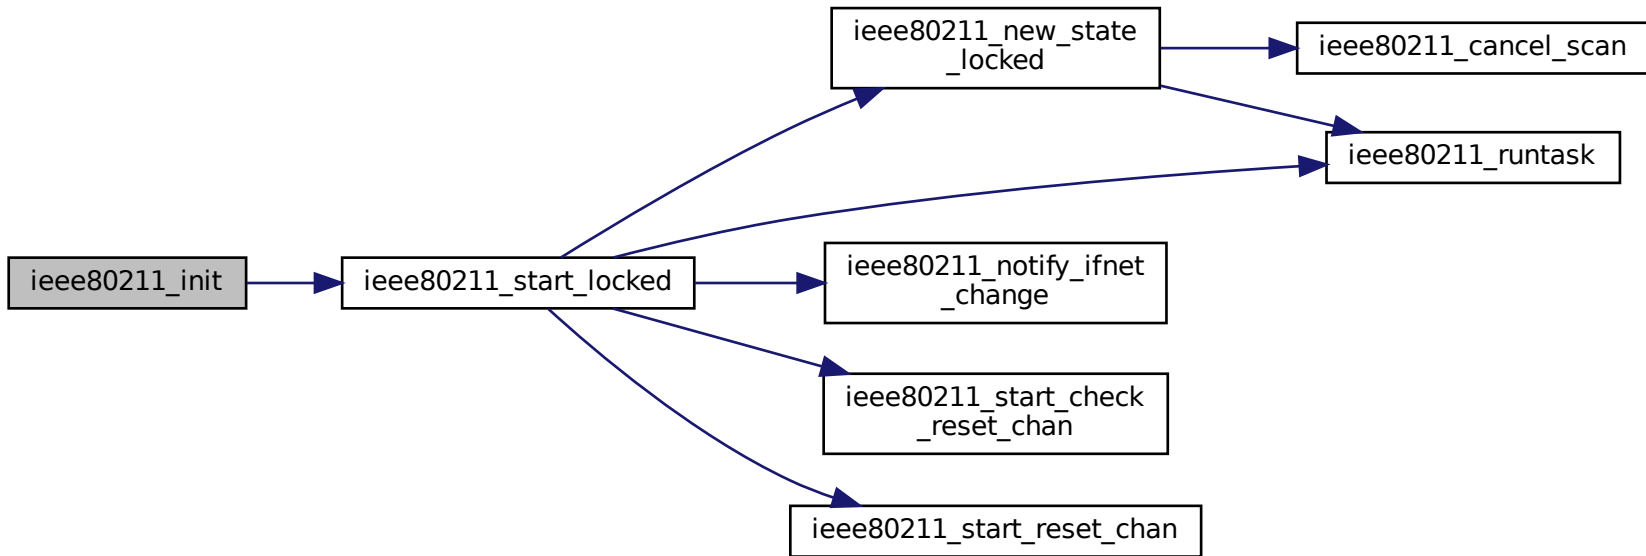 ieee80211_init
ieee80211_start_locked
ieee80211_new_state
_locked
ieee80211_cancel_scan
ieee80211_runtask
ieee80211_notify_ifnet
_change
ieee80211_start_check
_reset_chan
ieee80211_start_reset_chan